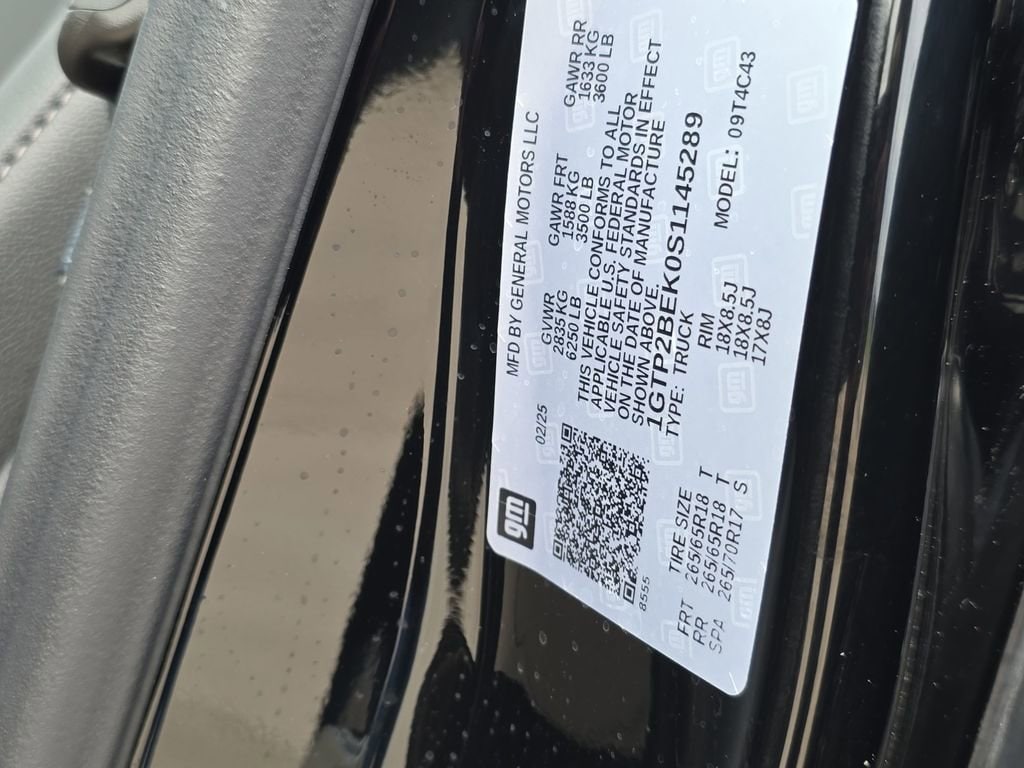 gm
MFD BY GENERAL MOTORS LLC
02/25
GVWR GAWR FRT GAWR RR
2835 KG 1588 KG 1633 KG
6250 LB 3500 LB 3600 LB
THIS VEHICLE CONFORMS TO ALL
APPLICABLE U.S. FEDERAL MOTOR
VEHICLE SAFETY STANDARDS IN EFFECT
ON THE DATE OF MANUFACTURE
SHOWN ABOVE.
1GTP2BEK0S1145289
TYPE: TRUCK MODEL: 09T4C43
8555
TIRE SIZE RIM
FRT 265/65R18 T 18X8.5J
RR 265/65R18 T 18X8.5J
SPA 265/70R17 S 17X8J